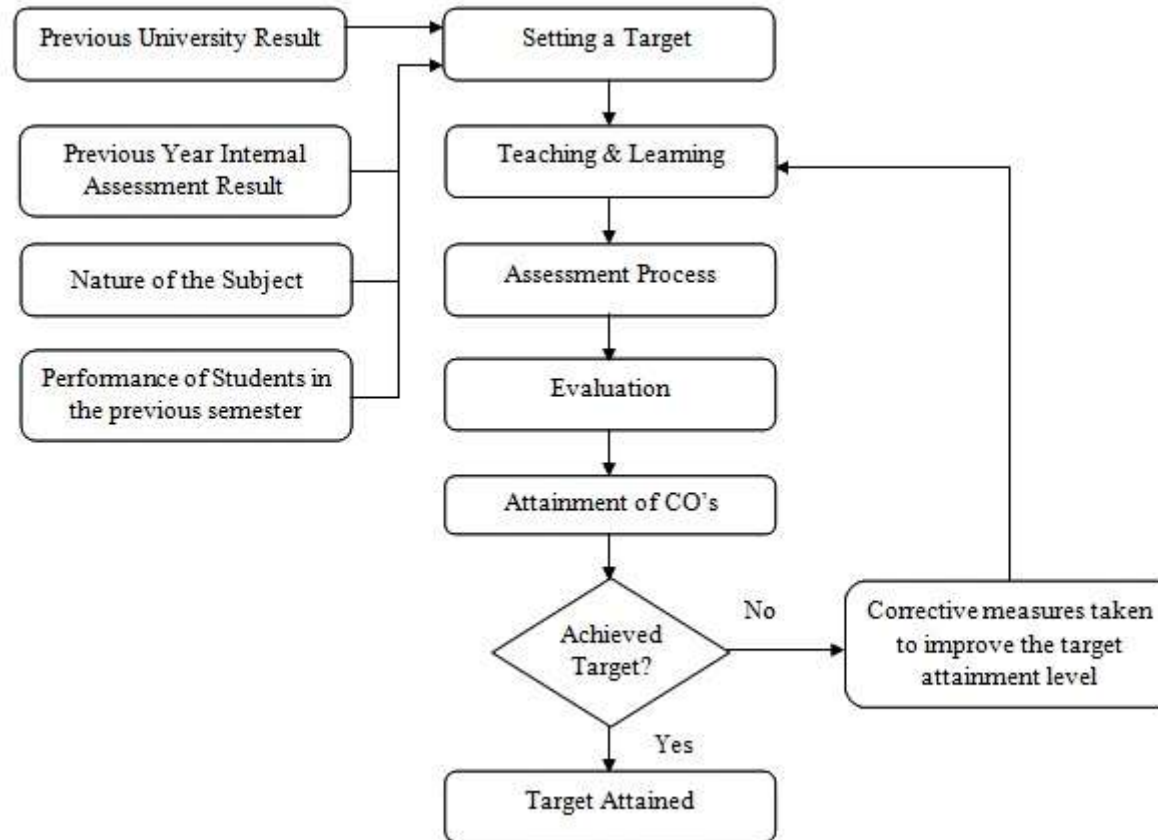 Previous University Result
Setting a Target
Previous Year Internal
Assessment Result
Teaching & Learning
Nature of the Subject
Assessment Process
Performance of Students in
the previous semester
Evaluation
Attainment of CO’s
Achieved
Target?
No
Corrective measures taken
to improve the target
attainment level
Yes
Target Attained